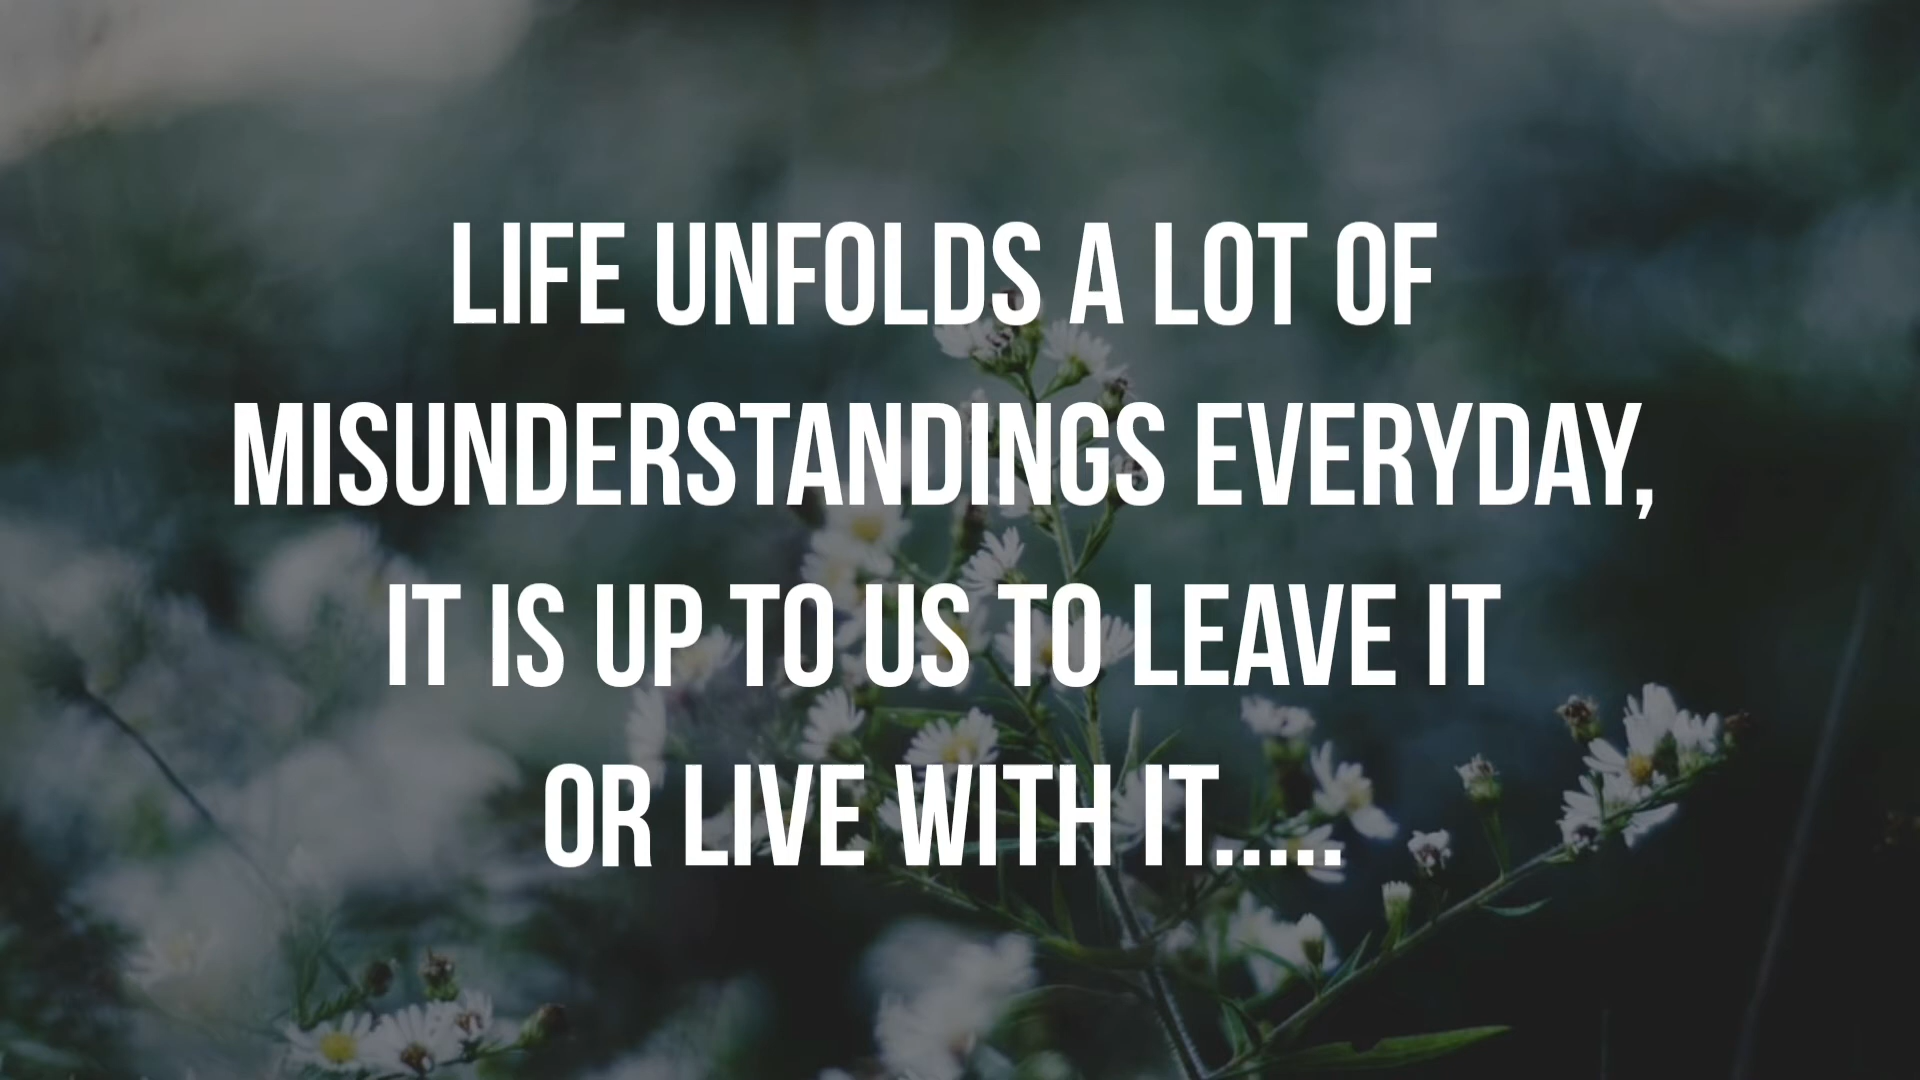 LIFE UNFOLDS A LOT OF
MISUNDERSTANDINGS EVERYDAY,
IT IS UP TO US TO LEAVE IT
OR LIVE WITH IT.....